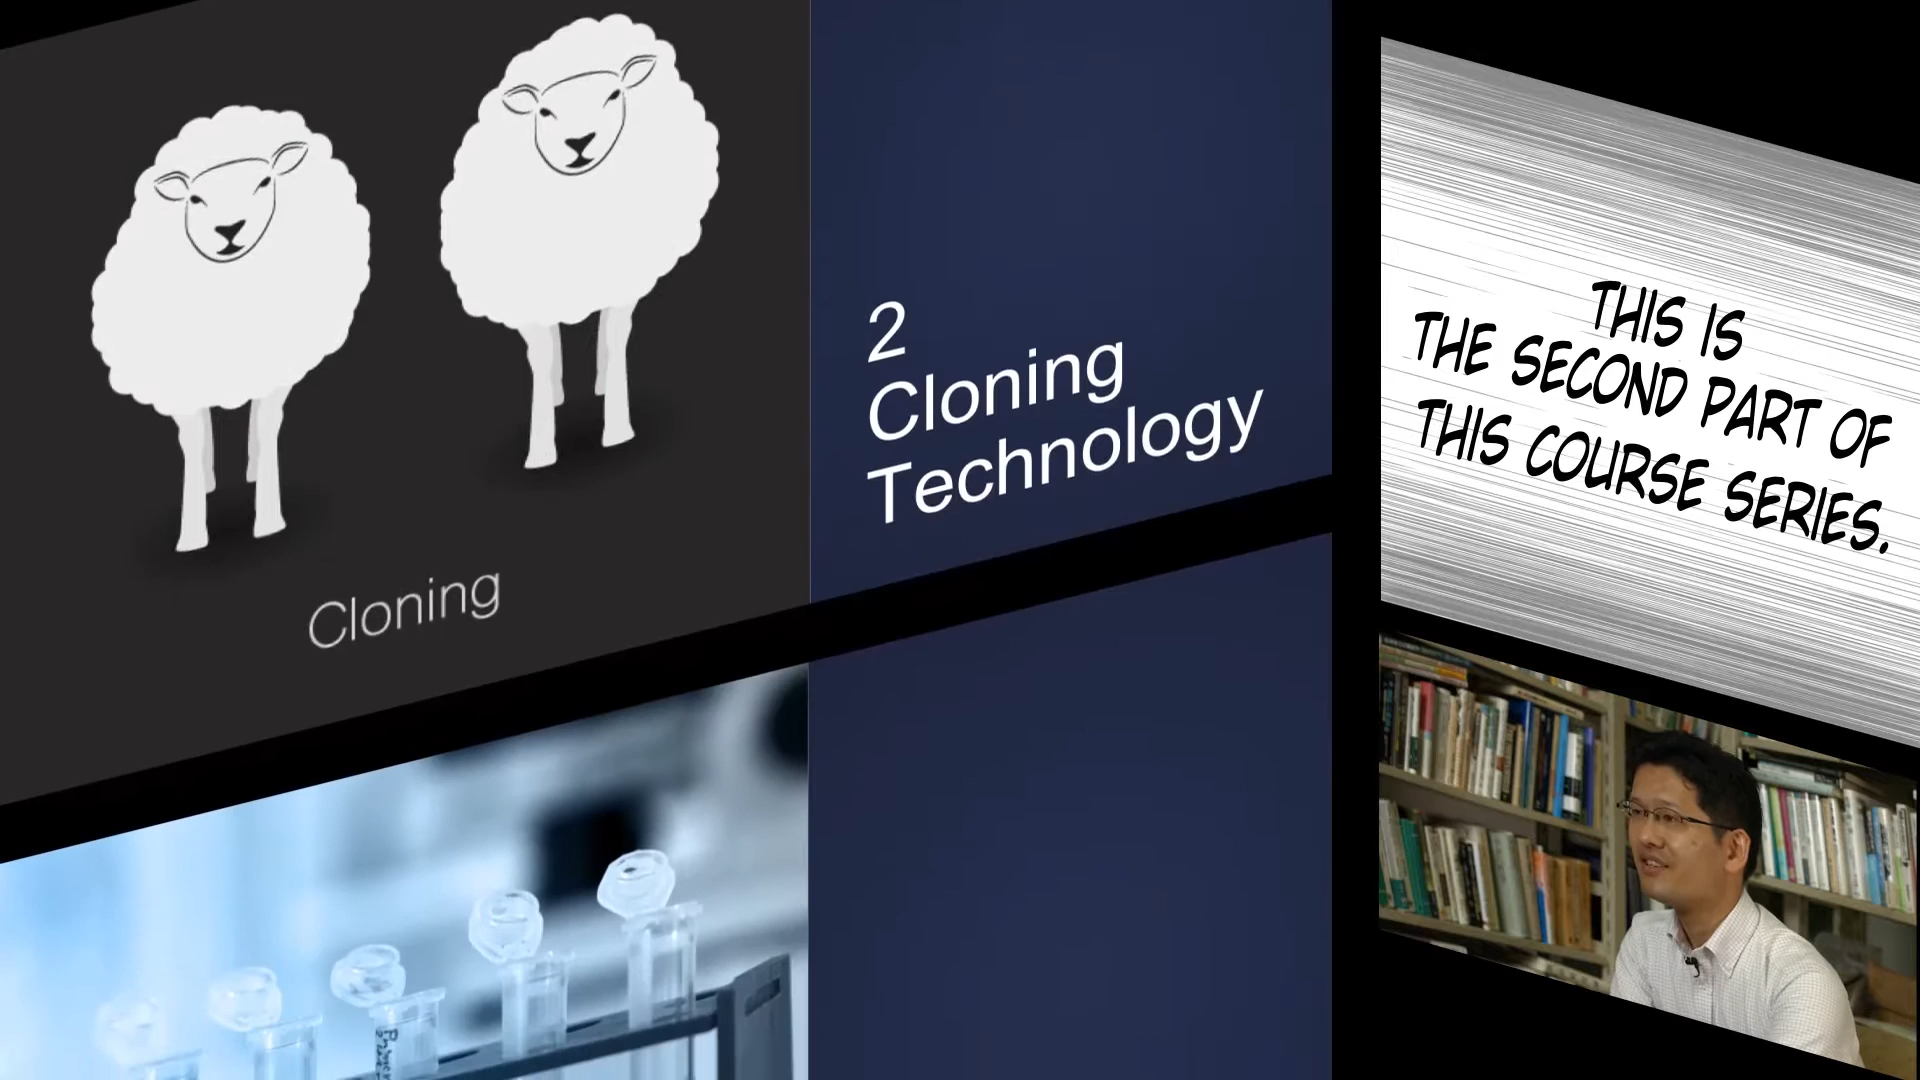 2
Cloning
Technology
Cloning
THIS IS
THE SECOND PART OF
THIS COURSE SERIES.